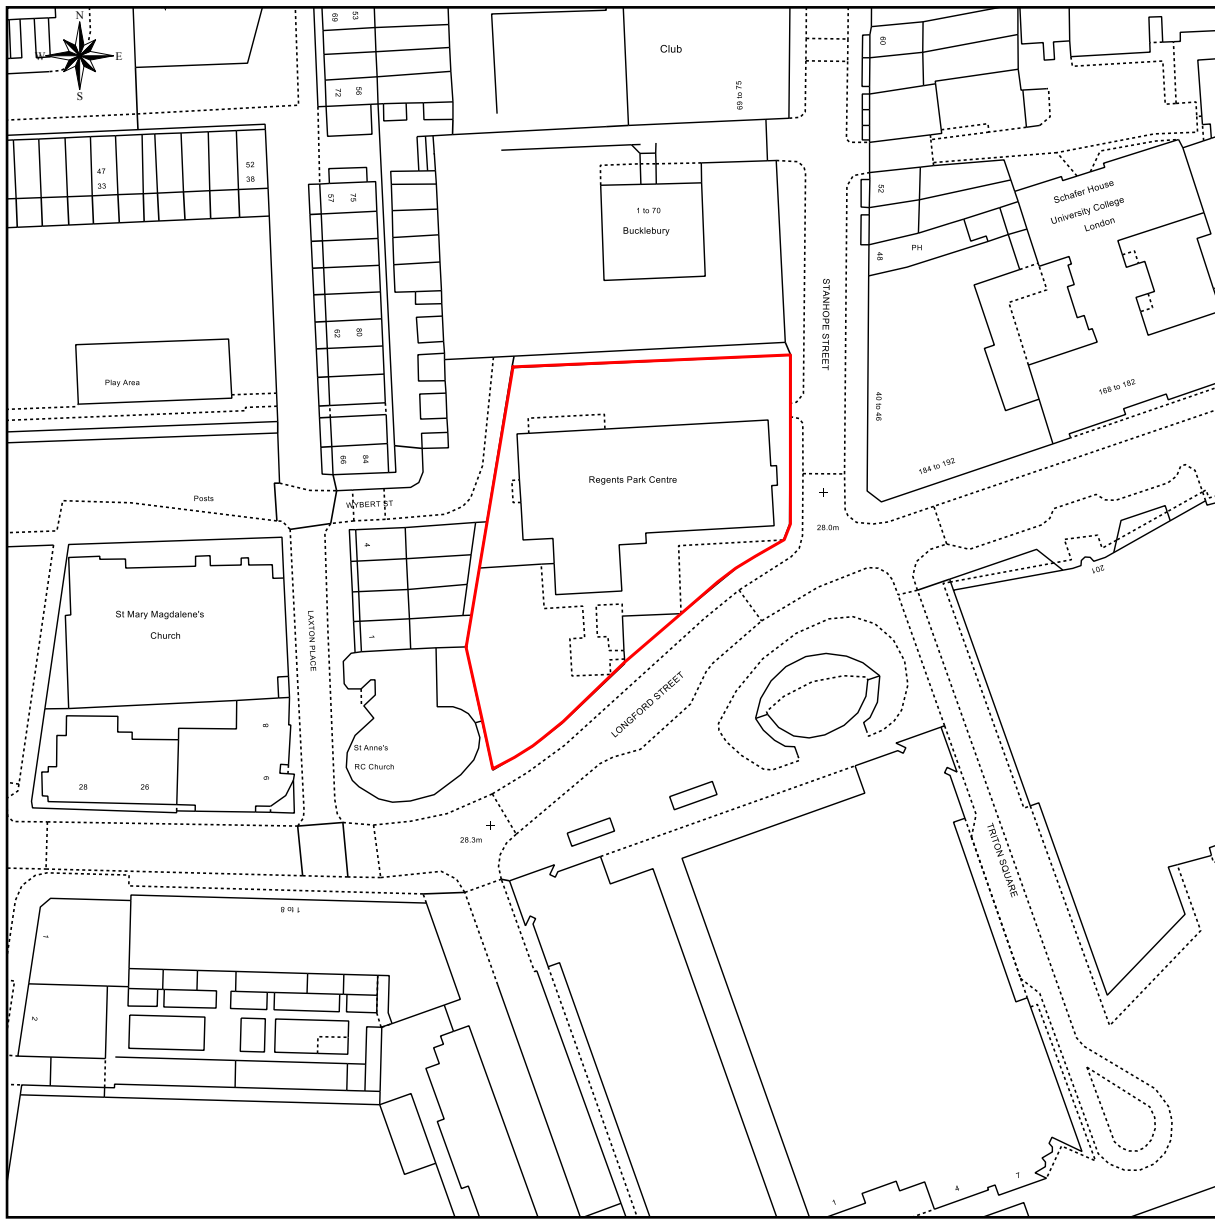 N
W
E
S
69
53
72
56
Club
69 to 75
60
47
33
52
38
57
75
1 to 70
Bucklebury
52
PH
48
Schafer House
University College
London
STANHOPE STREET
62
80
Play Area
168 to 182
40 to 46
184 to 192
66
84
Posts
WYBERT ST
Regents Park Centre
28.0m
4
1
201
St Mary Magdalene's
Church
LAXTON PLACE
LONGFORD STREET
8
6
28
26
St Anne's
RC Church
28.3m
TRITON SQUARE
1 to 8
1
2
1
4
7